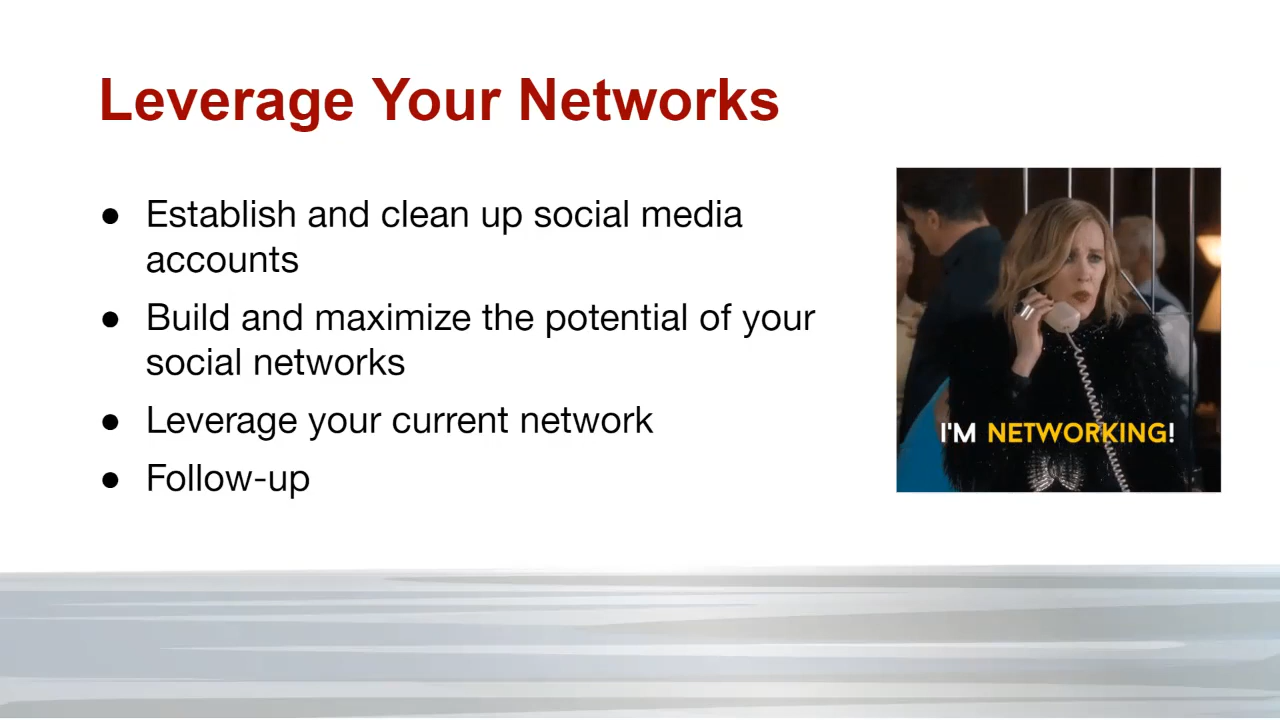 Leverage Your Networks
● Establish and clean up social media
accounts
● Build and maximize the potential of your
social networks
● Leverage your current network
● Follow-up
I'M NETWORKING!